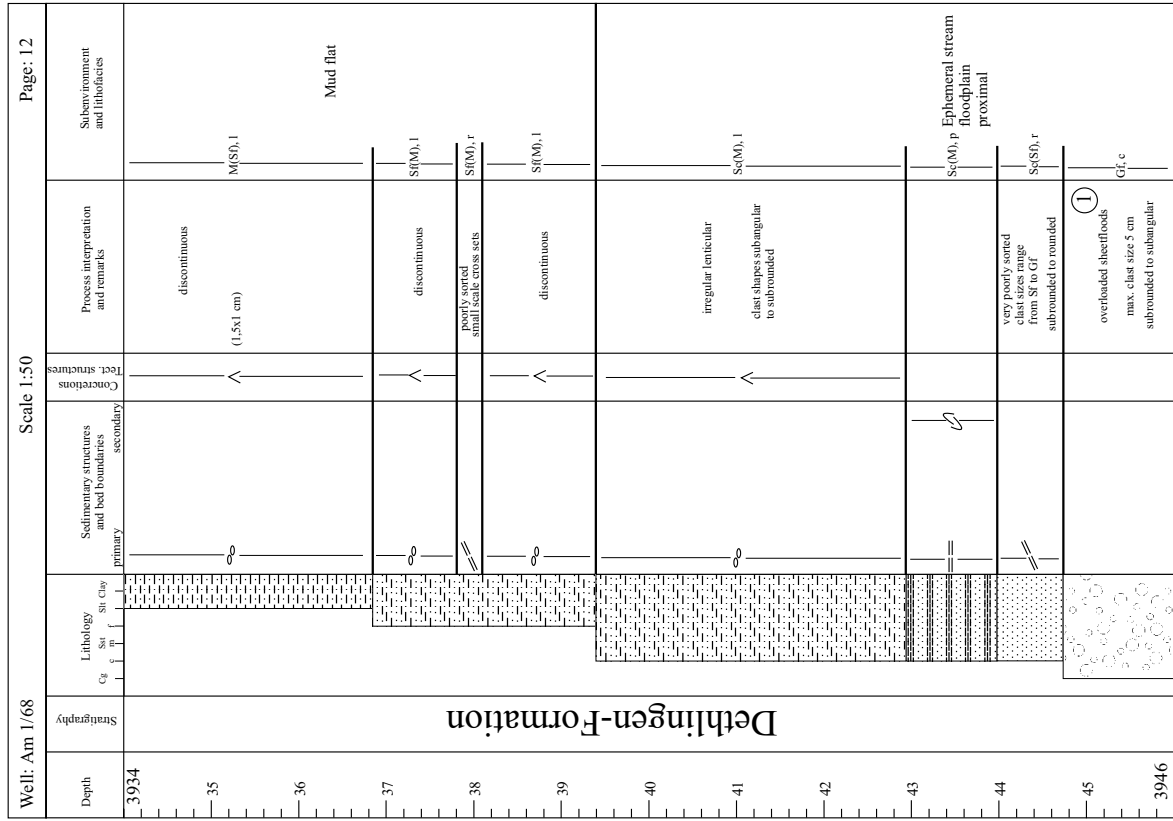 Well: Am 1/68
Scale 1:50
Page: 12
Depth
Stratigraphy
Lithology
Cg
c
Sst
m
f
Slt
Clay
Sedimentary structures
and bed boundaries
primary
secondary
Concretions
Tect. structures
Process interpretation
and remarks
Subenvironment
and lithofacies
3934
35
36
37
38
39
40
41
42
43
44
45
3946
Dethlingen-Formation
discontinuous
(1,5x1 cm)
discontinuous
poorly sorted
small scale cross sets
discontinuous
irregular lenticular
clast shapes subangular
to subrounded
very poorly sorted
clast sizes range
from Sf to Gf
subrounded to rounded
1
overloaded sheetfloods
max. clast size 5 cm
subrounded to subangular
M(Sf), l
Sf(M), l
Sf(M), r
Sf(M), l
Sc(M), l
Sc(M), p
Sc(Sf), r
Gf, c
Mud flat
Ephemeral stream
floodplain
proximal